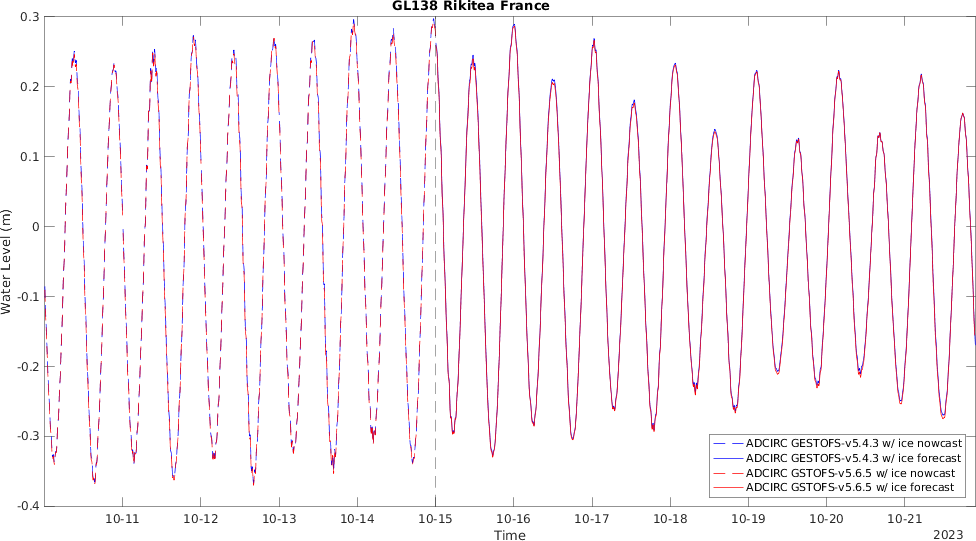 GL138 Rikitea France
0.3
0.2
0.1
0
-0.1
-0.2
-0.3
-0.4
Water Level (m)
10-11 10-12 10-13 10-14 10-15 10-16 10-17 10-18 10-19 10-20 10-21
Time
2023
ADCIRC GESTOFS-v5.4.3 w/ ice nowcast
ADCIRC GESTOFS-v5.4.3 w/ ice forecast
ADCIRC GSTOFS-v5.6.5 w/ ice nowcast
ADCIRC GSTOFS-v5.6.5 w/ ice forecast